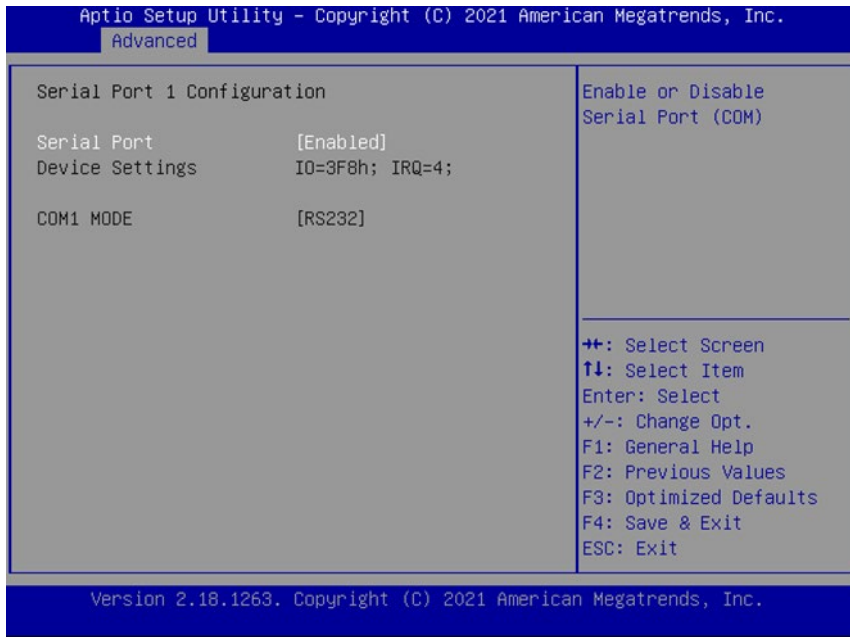 Aptio Setup Utility – Copyright (C) 2021 American Megatrends, Inc.
Advanced
Serial Port 1 Configuration
Serial Port [Enabled]
Device Settings IO=3F8h; IRQ=4;
COM1 MODE [RS232]
Enable or Disable
Serial Port (COM)
→←: Select Screen
↑↓: Select Item
Enter: Select
+/-: Change Opt.
F1: General Help
F2: Previous Values
F3: Optimized Defaults
F4: Save & Exit
ESC: Exit
Version 2.18.1263. Copyright (C) 2021 American Megatrends, Inc.